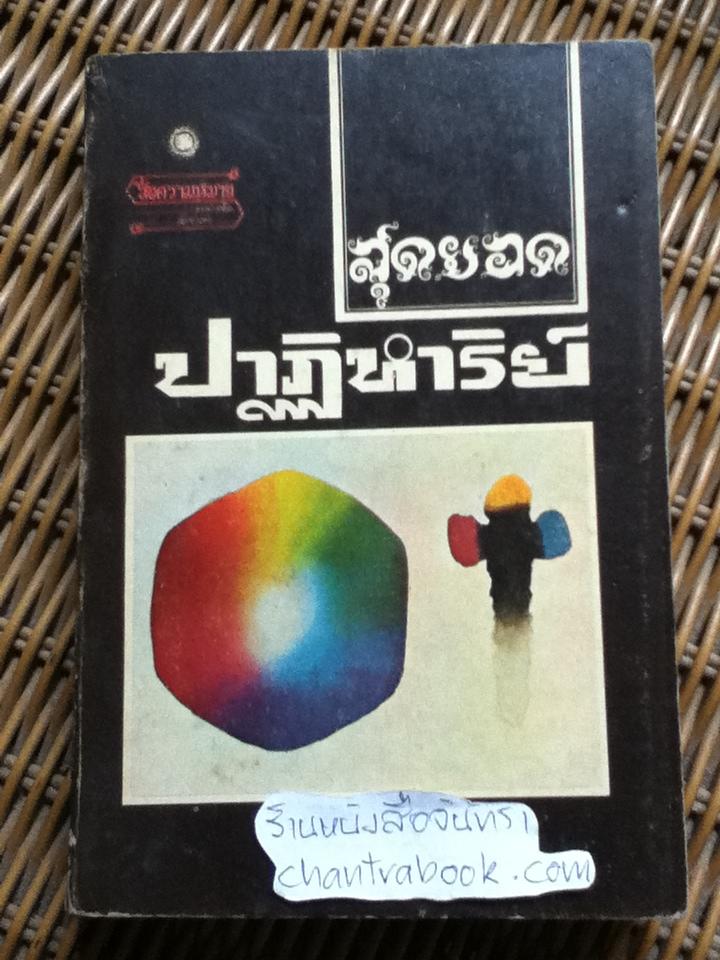 สุดยอด
ปาฏิหาริย์
ร้านหนังสือจันทรา
chantrabook.com